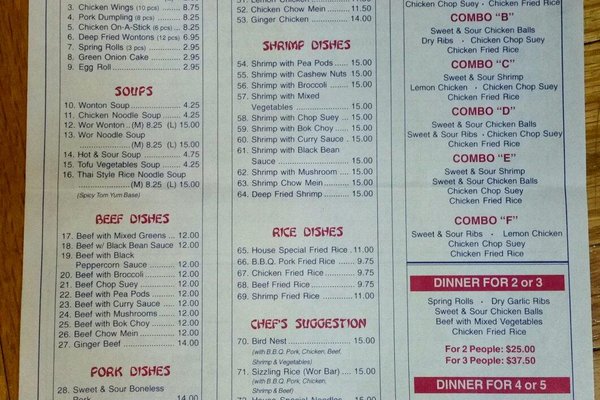 3. Chicken Wings (10 pcs) ........... 8.75
4. Pork Dumpling (8 pcs) ........... 8.25
5. Chicken On-A-Stick (6 pcs) ... 8.25
6. Deep Fried Wontons (12 pcs) 6.95
7. Spring Rolls (3 pcs) ............... 2.95
8. Green Onion Cake ................ 2.95
9. Egg Roll ................................ 2.95
SOUPS
10. Wonton Soup ......................... 4.25
11. Chicken Noodle Soup ........... 4.25
12. Wor Wonton .. (M) 8.25 (L) 15.00
13. Wor Noodle Soup
..................... (M) 8.25 (L) 15.00
14. Hot & Sour Soup ................... 4.75
15. Tofu Vegetables Soup .......... 4.25
16. Thai Style Rice Noodle Soup
..................... (M) 8.25 (L) 15.00
(Spicy Tom Yum Base)
BEEF DISHES
17. Beef with Mixed Greens ... 12.00
18. Beef w/ Black Bean Sauce 12.00
19. Beef with Black
Peppercorn Sauce ........... 12.00
20. Beef with Broccoli ............ 12.00
21. Beef Chop Suey .............. 12.00
22. Beef with Pea Pods ......... 12.00
23. Beef with Curry Sauce ..... 12.00
24. Beef with Mushrooms ...... 12.00
25. Beef with Bok Choy ......... 12.00
26. Beef Chow Mein .............. 12.00
27. Ginger Beef ..................... 14.00
PORK DISHES
28. Sweet & Sour Boneless
Pork ................................. 14.00
52. Chicken Chow Mein ............ 11.50
53. Ginger Chicken ................... 14.00
SHRIMP DISHES
54. Shrimp with Pea Pods ...... 15.00
55. Shrimp with Cashew Nuts 15.00
56. Shrimp with Broccoli ......... 15.00
57. Shrimp with Mixed
Vegetables ....................... 15.00
58. Shrimp with Chop Suey .... 15.00
59. Shrimp with Bok Choy ...... 15.00
60. Shrimp with Curry Sauce . 15.00
61. Shrimp with Black Bean
Sauce .............................. 15.00
62. Shrimp with Mushroom .... 15.00
63. Shrimp Chow Mein ........... 15.00
64. Deep Fried Shrimp ........... 15.00
RICE DISHES
65. House Special Fried Rice . 11.00
66. B.B.Q. Pork Fried Rice ....... 9.75
67. Chicken Fried Rice ............. 9.75
68. Beef Fried Rice .................. 9.75
69. Shrimp Fried Rice ............ 11.00
CHEF'S SUGGESTION
70. Bird Nest .......................... 15.00
(with B.B.Q. Pork, Chicken, Beef,
Shrimp & Vegetables)
71. Sizzling Rice (Wor Bar) .... 15.00
(with B.B.Q. Pork, Chicken,
Shrimp & Beef)
Chicken Chop Suey • Chicken Fried Rice
COMBO "B"
Sweet & Sour Chicken Balls
Dry Ribs • Chicken Chop Suey
Chicken Fried Rice
COMBO "C"
Sweet & Sour Shrimp
Lemon Chicken • Chicken Chop Suey
Chicken Fried Rice
COMBO "D"
Sweet & Sour Chicken Balls
Sweet & Sour Ribs • Chicken Chop Suey
Chicken Fried Rice
COMBO "E"
Sweet & Sour Shrimp
Sweet & Sour Chicken Balls
Chicken Chop Suey
Chicken Fried Rice
COMBO "F"
Sweet & Sour Ribs • Lemon Chicken
Chicken Chop Suey
Chicken Fried Rice
DINNER FOR 2 or 3
Spring Rolls • Dry Garlic Ribs
Sweet & Sour Chicken Balls
Beef with Mixed Vegetables
Chicken Fried Rice
For 2 People: $25.00
For 3 People: $37.50
DINNER FOR 4 or 5